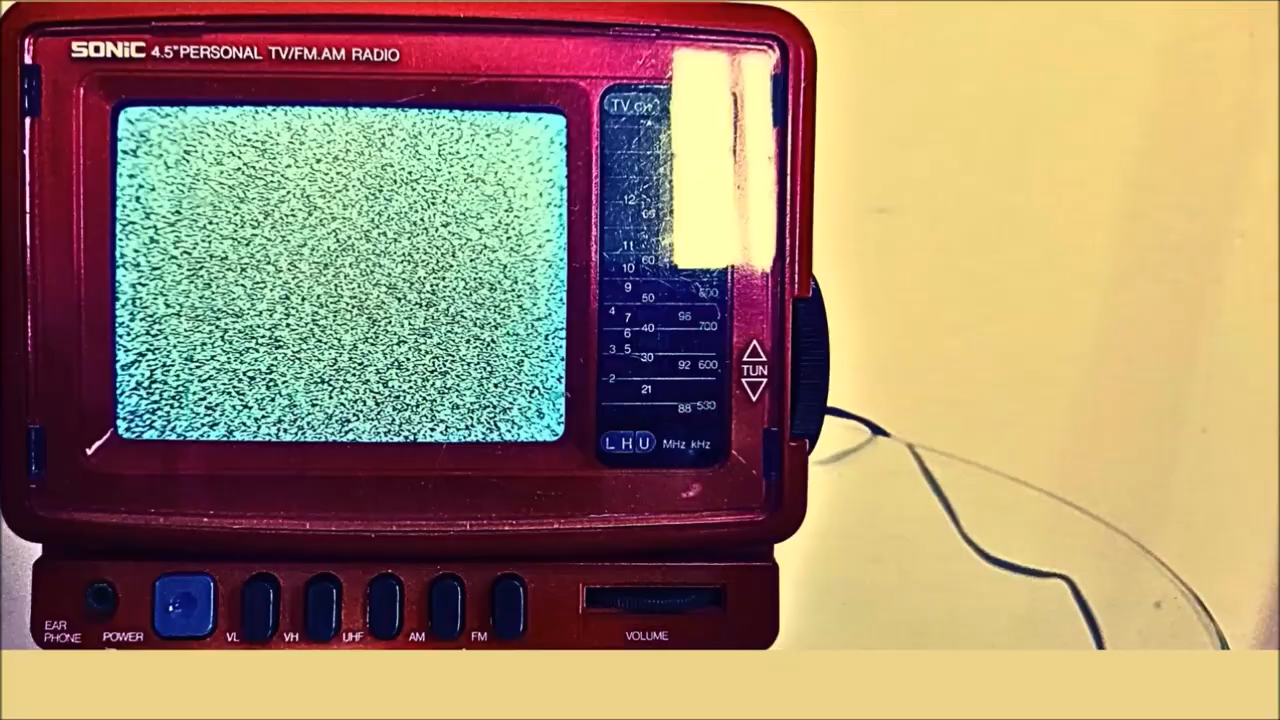 SONIC 4.5"PERSONAL TV/FM.AM RADIO
TV CH
12
69
11
60
10
9
50
800
4
7
96
6
40
700
3
5
30
92
600
2
21
88
530
L H U
MHz
kHz
TUN
EAR
PHONE
POWER
VL
VH
UHF
AM
FM
VOLUME